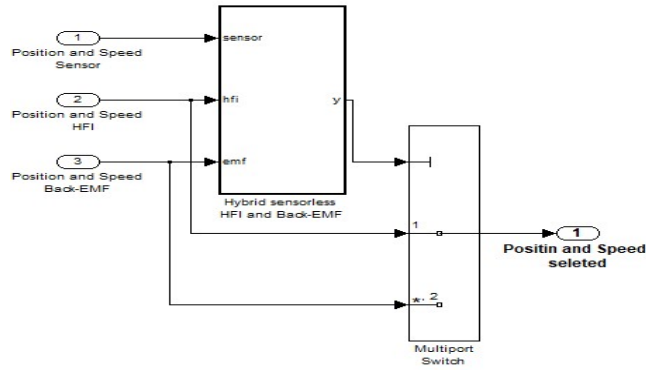 1
Position and Speed
Sensor
2
Position and Speed
HFI
3
Position and Speed
Back-EMF
sensor
hfi
emf
y
Hybrid sensorless
HFI and Back-EMF
1
*, 2
Multiport
Switch
1
Positin and Speed
seleted